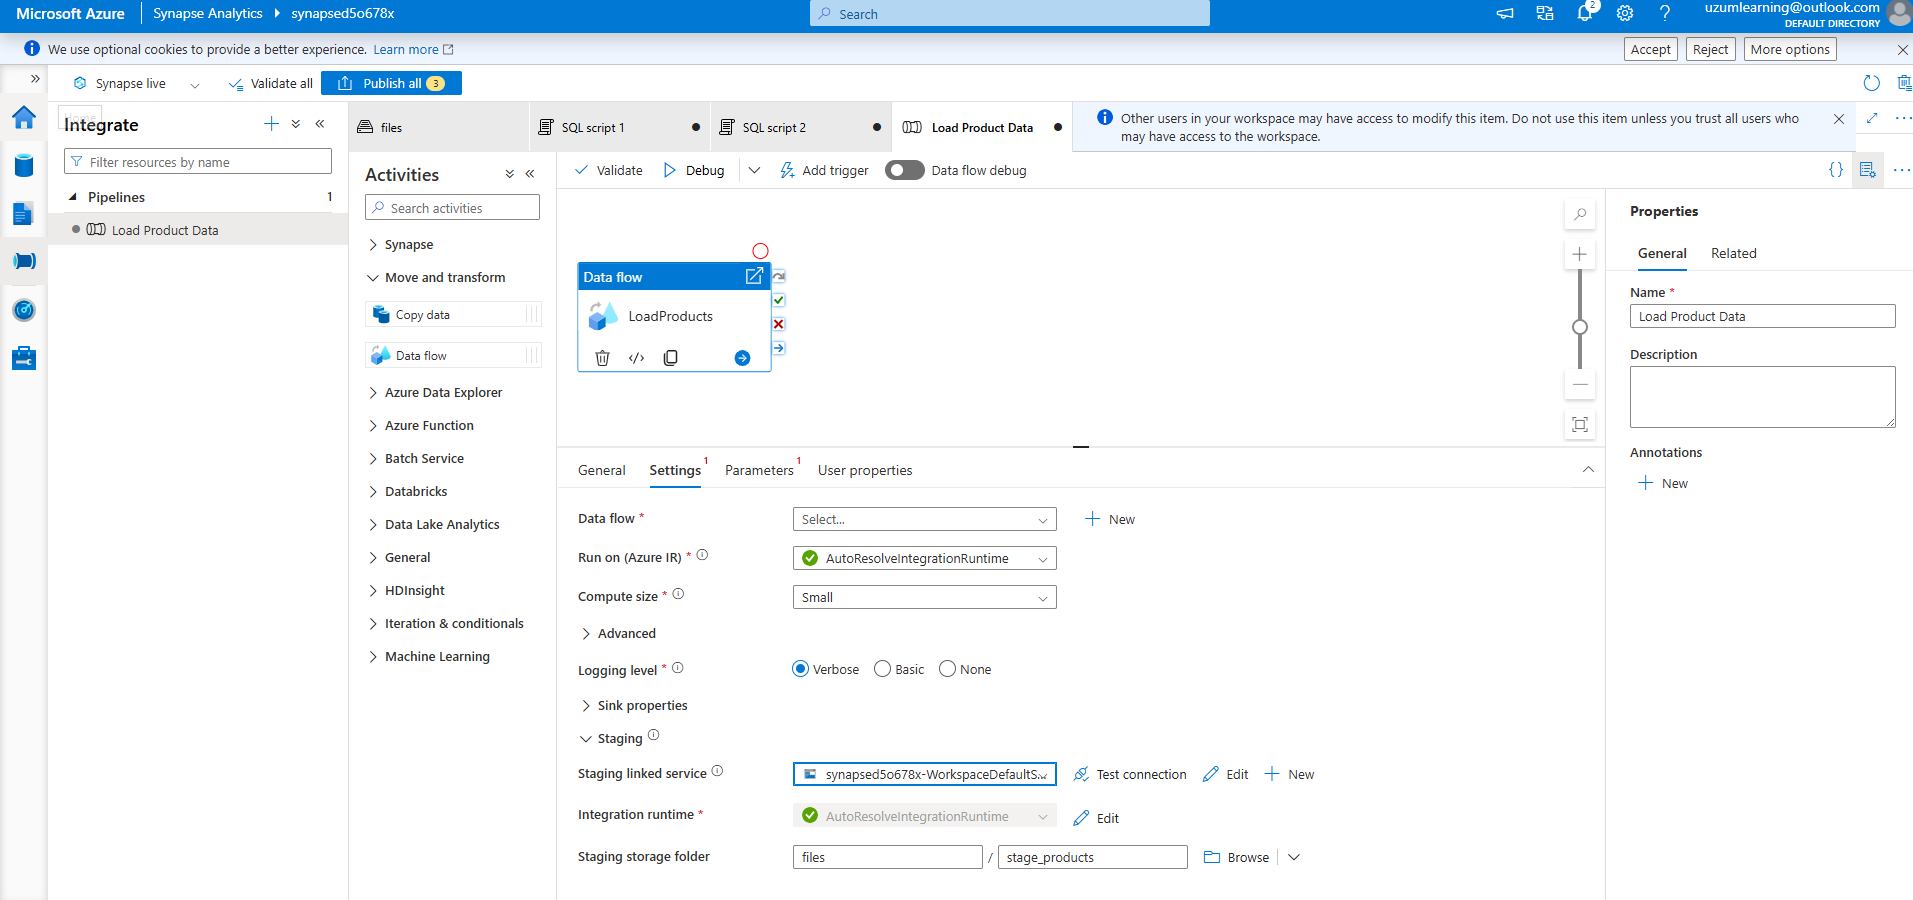 Microsoft Azure
Synapse Analytics
synapsed5o678x
Search
2
uzumlearning@outlook.com
DEFAULT DIRECTORY
We use optional cookies to provide a better experience. Learn more
Accept
Reject
More options
Synapse live
Validate all
Publish all 3
Home
Integrate
Filter resources by name
Pipelines 1
Load Product Data
files
SQL script 1
SQL script 2
Load Product Data
Other users in your workspace may have access to modify this item. Do not use this item unless you trust all users who
may have access to the workspace.
Activities
Search activities
Synapse
Move and transform
Copy data
Data flow
Azure Data Explorer
Azure Function
Batch Service
Databricks
Data Lake Analytics
General
HDInsight
Iteration & conditionals
Machine Learning
Validate
Debug
Add trigger
Data flow debug
Data flow
LoadProducts
General
Settings 1
Parameters 1
User properties
Data flow *
Select...
New
Run on (Azure IR) *
AutoResolveIntegrationRuntime
Compute size *
Small
Advanced
Logging level *
Verbose
Basic
None
Sink properties
Staging
Staging linked service
synapsed5o678x-WorkspaceDefaultS...
Test connection
Edit
New
Integration runtime *
AutoResolveIntegrationRuntime
Edit
Staging storage folder
files / stage_products
Browse
Properties
General
Related
Name *
Load Product Data
Description
Annotations
New